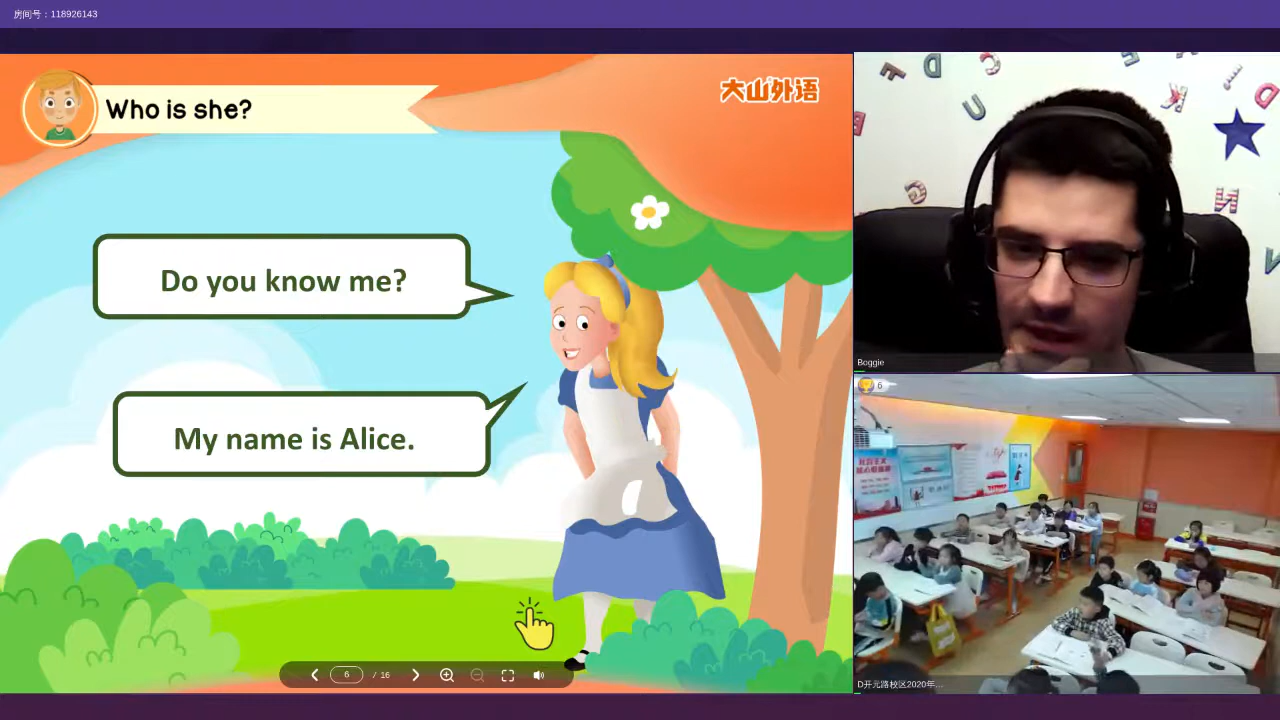 房间号：118926143
Who is she?
大山外语
Do you know me?
My name is Alice.
6 / 16
Boggie
6
D开元路校区2020年...